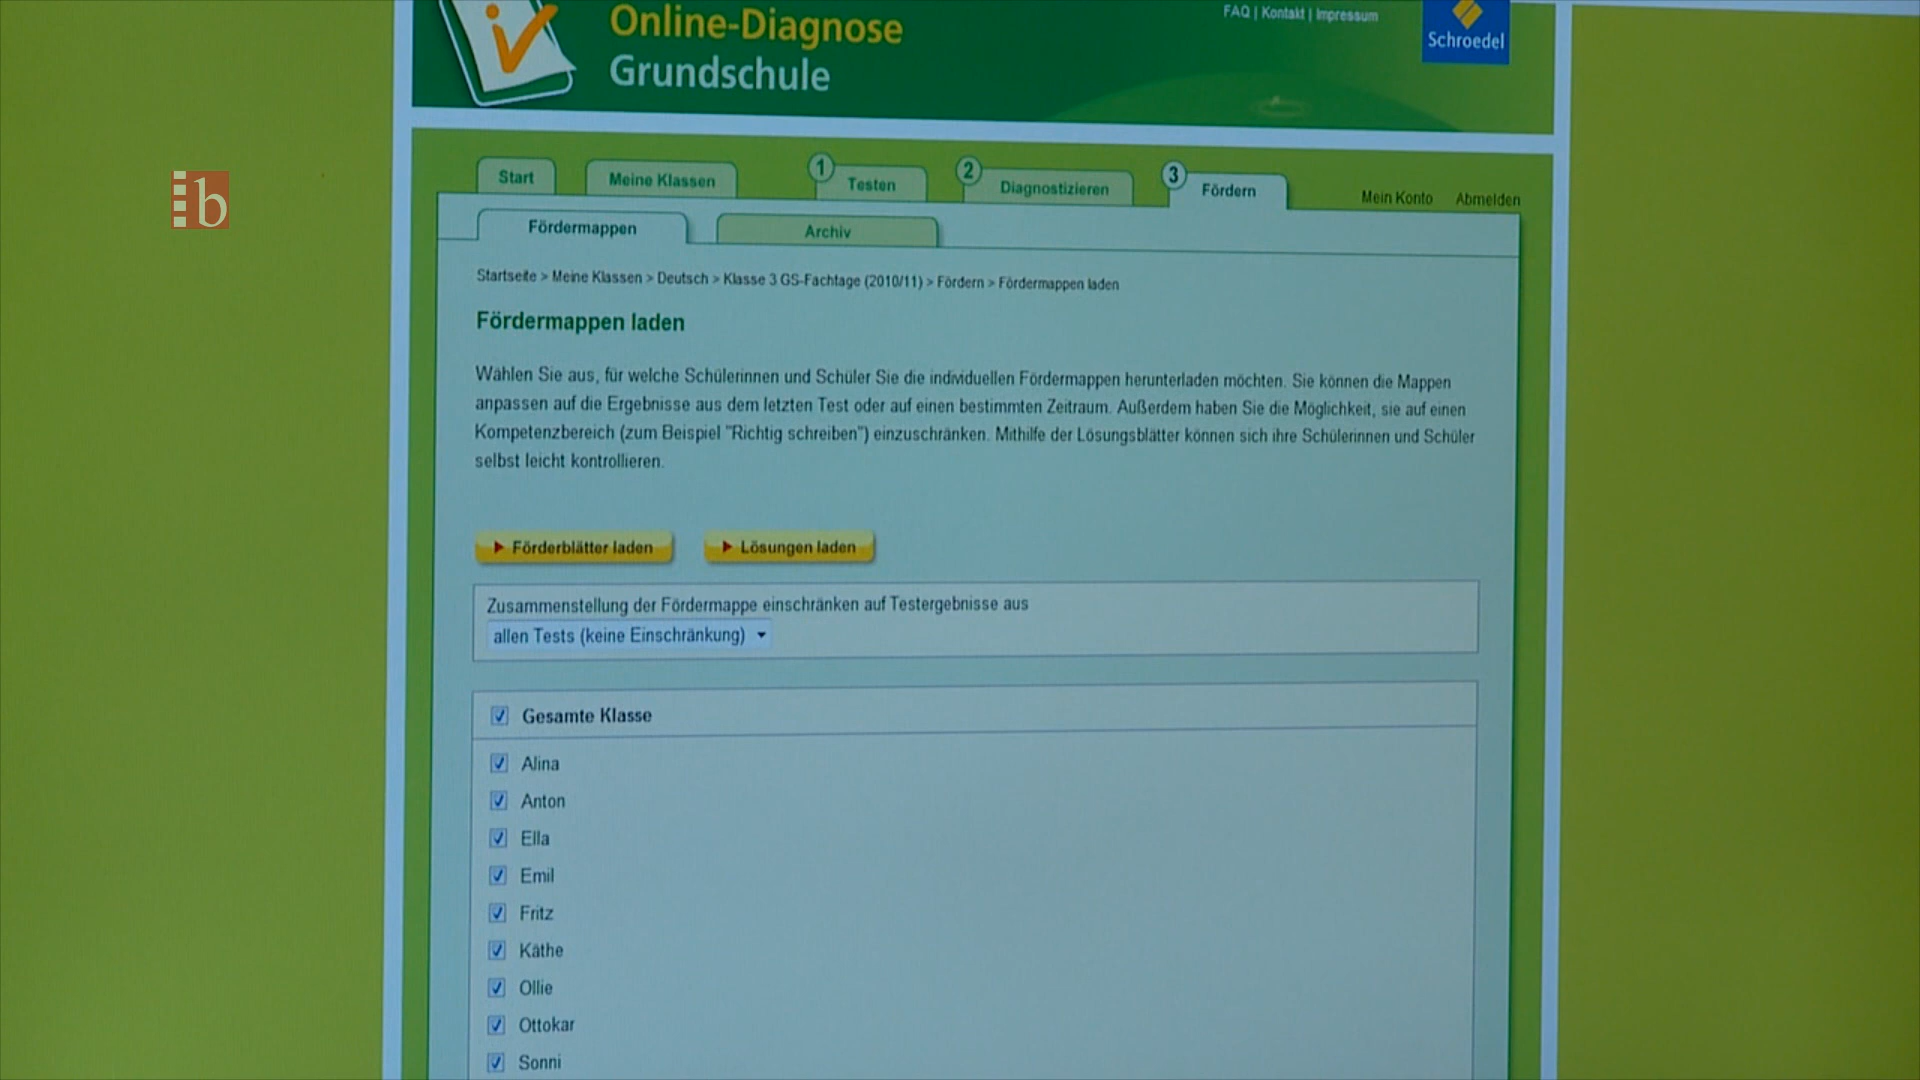 Online-Diagnose
Grundschule
FAQ | Kontakt | Impressum
Schroedel
b
Start
Meine Klassen
1 Testen
2 Diagnostizieren
3 Fördern
Mein Konto
Abmelden
Fördermappen
Archiv
Startseite > Meine Klassen > Deutsch > Klasse 3 GS-Fachtage (2010/11) > Fördern > Fördermappen laden
Fördermappen laden
Wählen Sie aus, für welche Schülerinnen und Schüler Sie die individuellen Fördermappen herunterladen möchten. Sie können die Mappen
anpassen auf die Ergebnisse aus dem letzten Test oder auf einen bestimmten Zeitraum. Außerdem haben Sie die Möglichkeit, sie auf einen
Kompetenzbereich (zum Beispiel "Richtig schreiben") einzuschränken. Mithilfe der Lösungsblätter können sich ihre Schülerinnen und Schüler
selbst leicht kontrollieren.
Förderblätter laden
Lösungen laden
Zusammenstellung der Fördermappe einschränken auf Testergebnisse aus
allen Tests (keine Einschränkung)
Gesamte Klasse
Alina
Anton
Ella
Emil
Fritz
Käthe
Ollie
Ottokar
Sonni